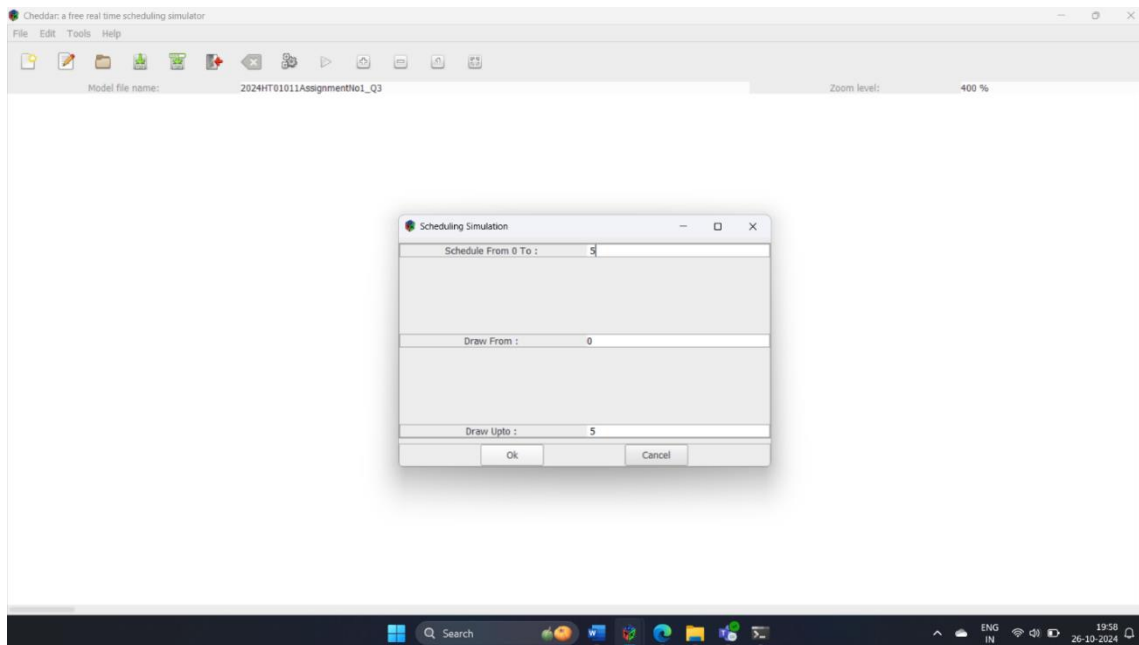 Cheddar: a free real time scheduling simulator
File Edit Tools Help
Model file name: 2024HT01011AssignmentNo1_Q3 Zoom level: 400 %
Scheduling Simulation
Schedule From 0 To : 5
Draw From : 0
Draw Upto : 5
Ok Cancel
Search
ENG
IN
19:58
26-10-2024